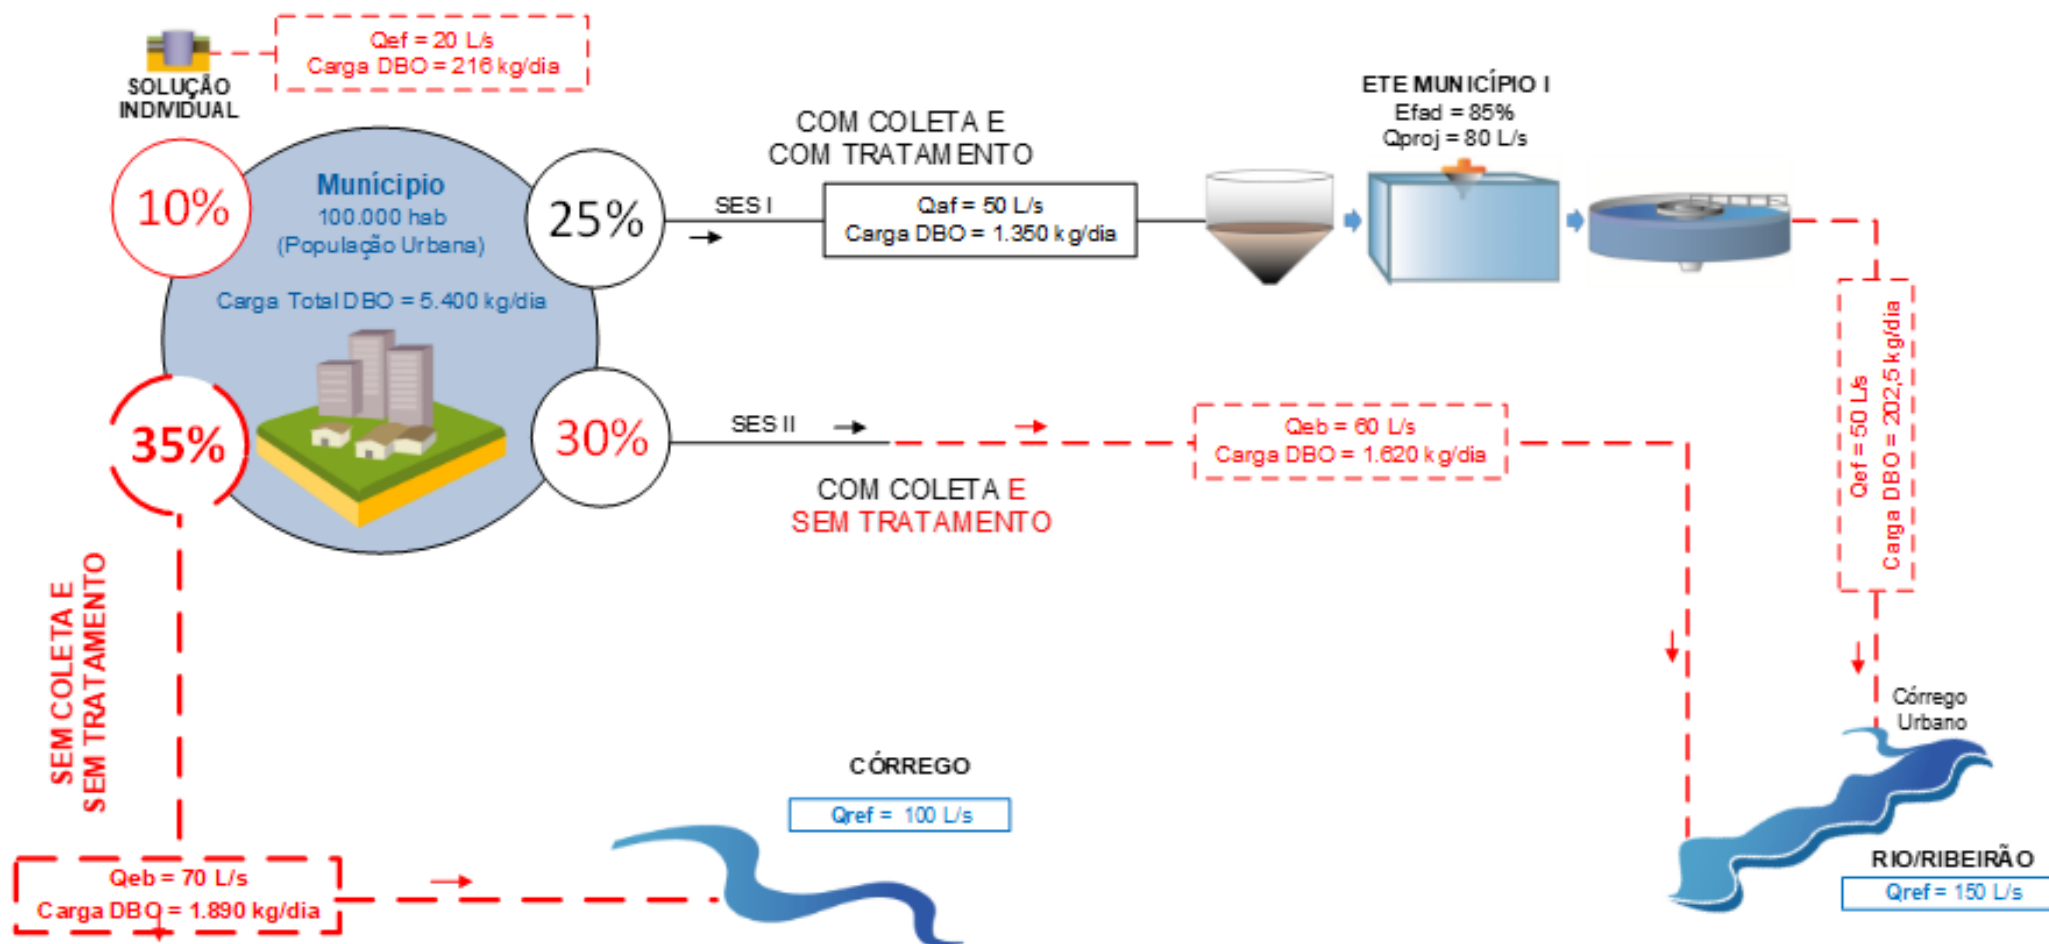 Qef = 20 L/s
Carga DBO = 216 kg/dia
SOLUÇÃO
INDIVIDUAL
10%
Munícipio
100.000 hab
(População Urbana)
Carga Total DBO = 5.400 kg/dia
25%
35%
30%
COM COLETA E
COM TRATAMENTO
SES I
Qaf = 50 L/s
Carga DBO = 1.350 kg/dia
ETE MUNICÍPIO I
Efad = 85%
Qproj = 80 L/s
Qef = 50 L/s
Carga DBO = 202,5 kg/dia
SES II
COM COLETA E
SEM TRATAMENTO
Qeb = 60 L/s
Carga DBO = 1.620 kg/dia
SEM COLETA E
SEM TRATAMENTO
Qeb = 70 L/s
Carga DBO = 1.890 kg/dia
CÓRREGO
Qref = 100 L/s
Córrego
Urbano
RIO/RIBEIRÃO
Qref = 150 L/s